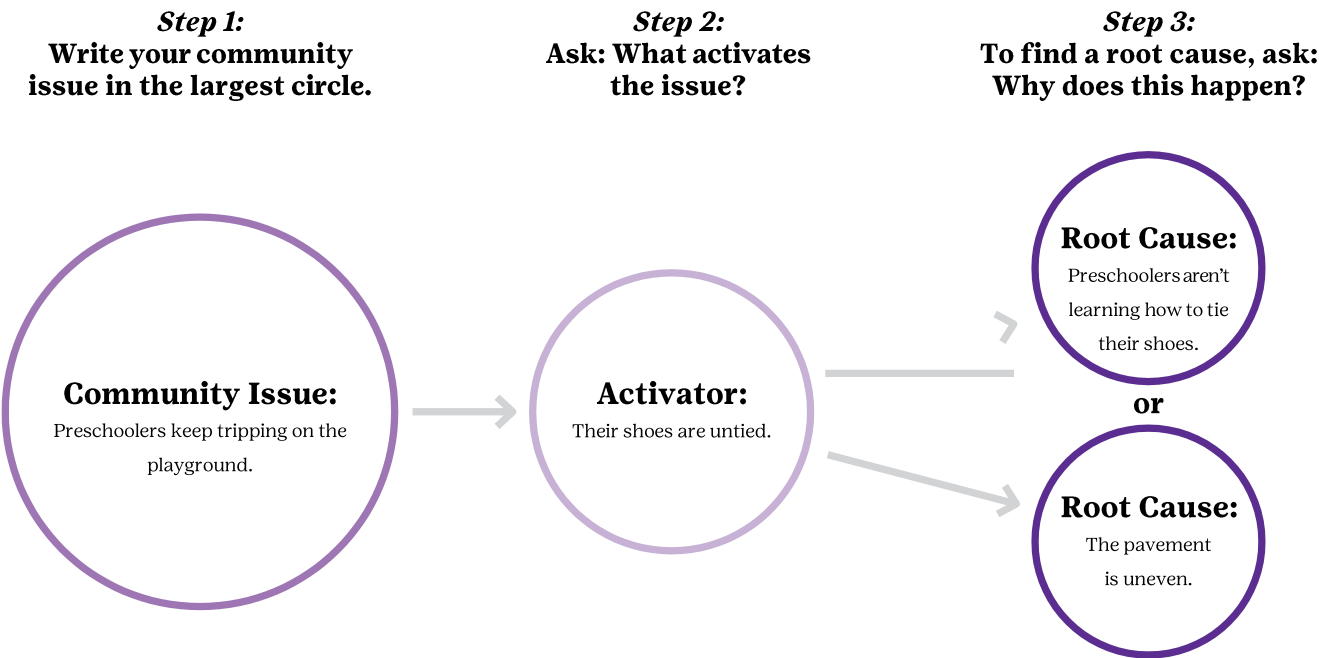 Step 1:
Write your community
issue in the largest circle.
Step 2:
Ask: What activates
the issue?
Step 3:
To find a root cause, ask:
Why does this happen?
Community Issue:
Preschoolers keep tripping on the
playground.
Activator:
Their shoes are untied.
Root Cause:
Preschoolers aren’t
learning how to tie
their shoes.
or
Root Cause:
The pavement
is uneven.